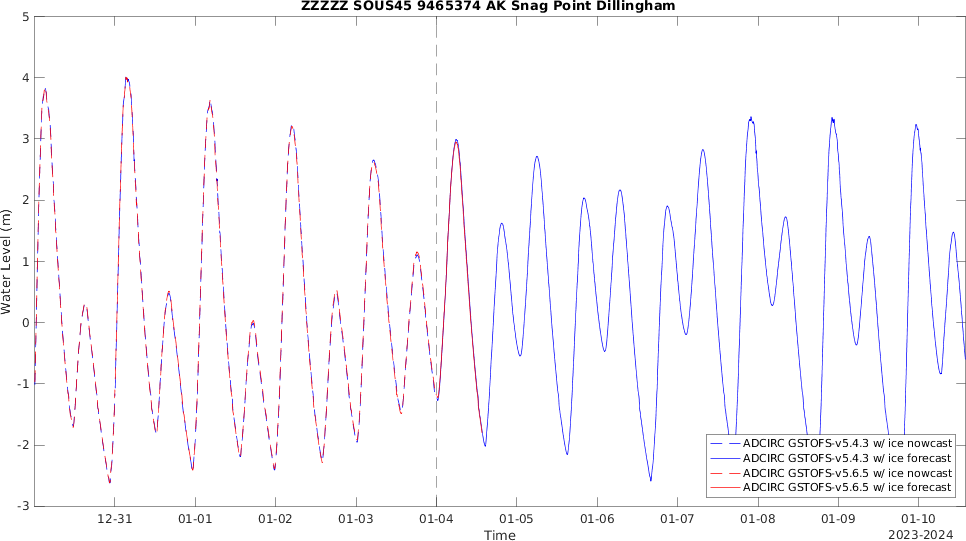 ZZZZZ SOUS45 9465374 AK Snag Point Dillingham
5
4
3
2
1
0
-1
-2
-3
Water Level (m)
ADCIRC GSTOFS-v5.4.3 w/ ice nowcast
ADCIRC GSTOFS-v5.4.3 w/ ice forecast
ADCIRC GSTOFS-v5.6.5 w/ ice nowcast
ADCIRC GSTOFS-v5.6.5 w/ ice forecast
12-31 01-01 01-02 01-03 01-04 01-05 01-06 01-07 01-08 01-09 01-10
Time
2023-2024